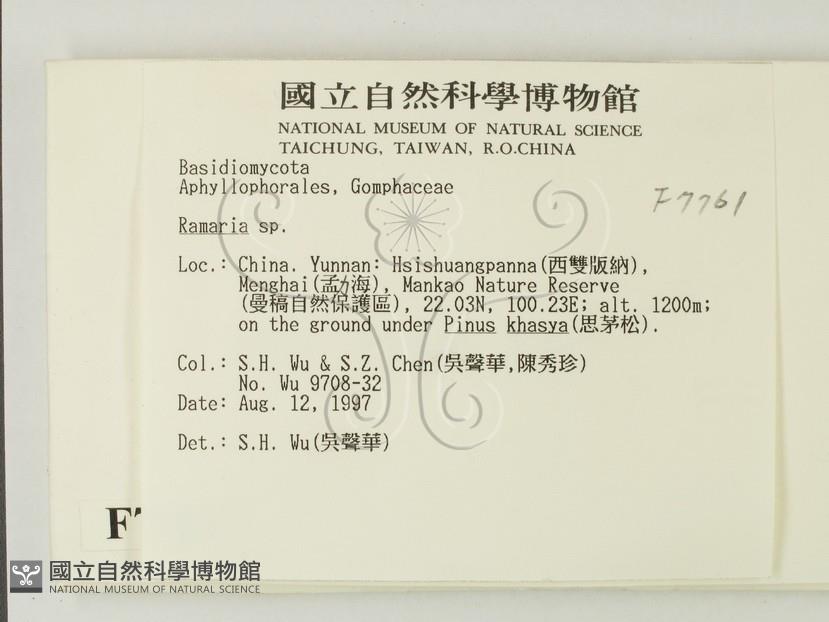 國立自然科學博物館
NATIONAL MUSEUM OF NATURAL SCIENCE
TAICHUNG, TAIWAN, R.O.CHINA
Basidiomycota
Aphyllophorales, Gomphaceae
F7761
Ramaria sp.
Loc.: China. Yunnan: Hsishuangpanna(西雙版納),
Menghai(孟力海), Mankao Nature Reserve
(曼稿自然保護區), 22.03N, 100.23E; alt. 1200m;
on the ground under Pinus khasya(思茅松).
Col.: S.H. Wu & S.Z. Chen(吳聲華,陳秀珍)
No. Wu 9708-32
Date: Aug. 12, 1997
Det.: S.H. Wu(吳聲華)
國立自然科學博物館
NATIONAL MUSEUM OF NATURAL SCIENCE